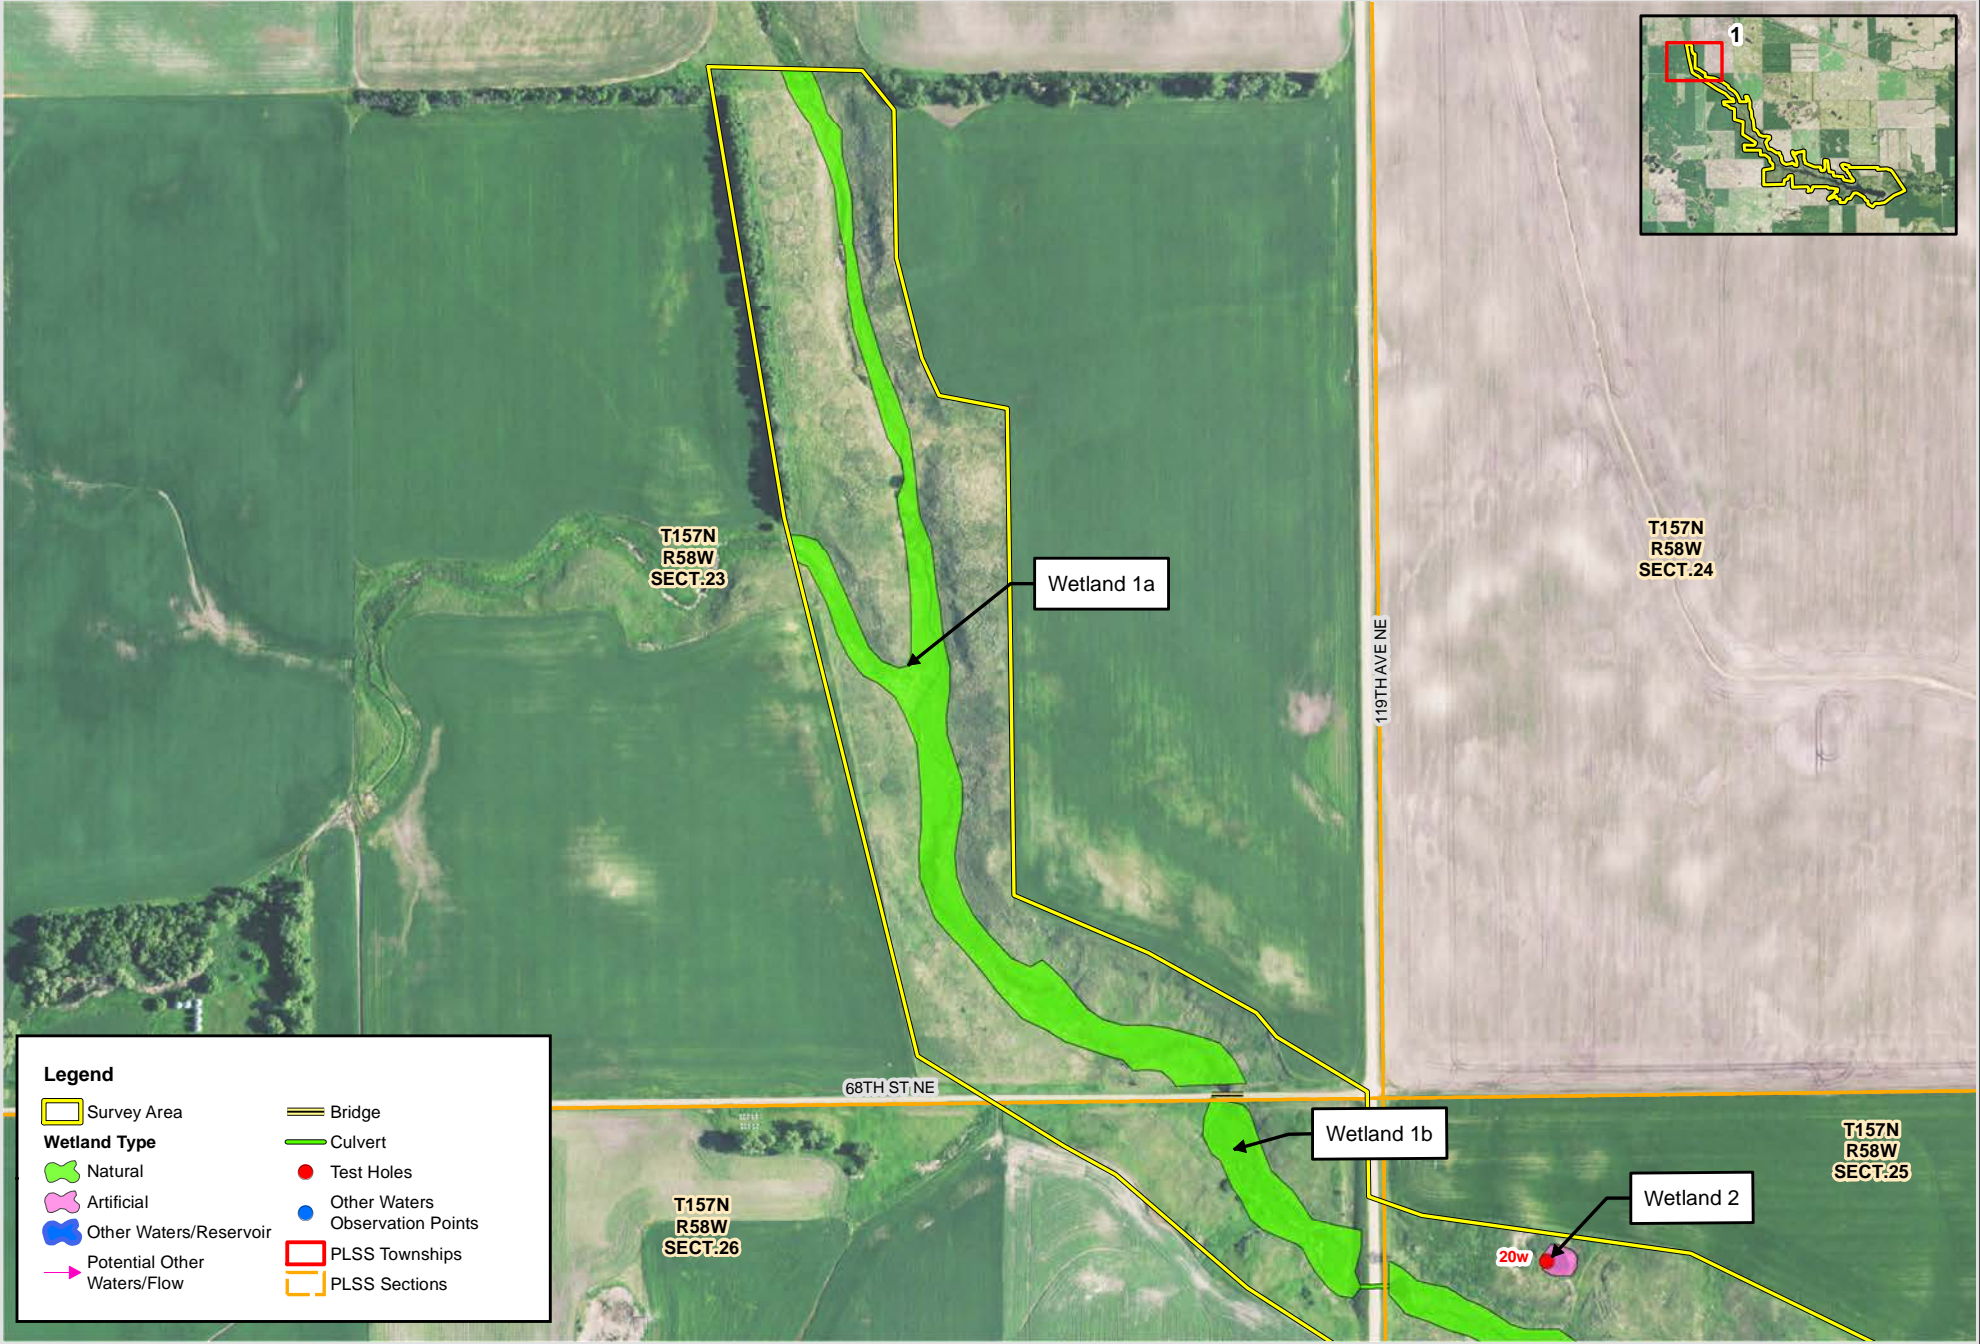 1
T157N
R58W
SECT.23
T157N
R58W
SECT.24
Wetland 1a
119TH AVE NE
68TH ST NE
Wetland 1b
T157N
R58W
SECT.25
Wetland 2
20w
T157N
R58W
SECT.26
Legend
Survey Area
Wetland Type
Natural
Artificial
Other Waters/Reservoir
Potential Other
Waters/Flow
Bridge
Culvert
Test Holes
Other Waters
Observation Points
PLSS Townships
PLSS Sections